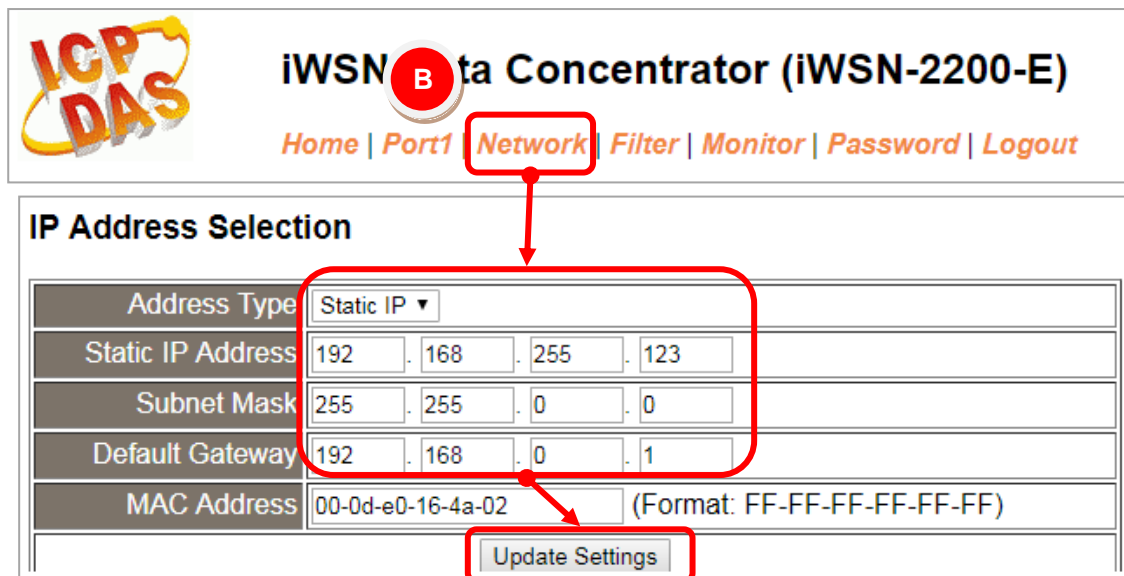 ICP
DAS
iWSN ta Concentrator (iWSN-2200-E)
B
Home | Port1 | Network | Filter | Monitor | Password | Logout
IP Address Selection
Address Type Static IP ▼
Static IP Address 192 . 168 . 255 . 123
Subnet Mask 255 . 255 . 0 . 0
Default Gateway 192 . 168 . 0 . 1
MAC Address 00-0d-e0-16-4a-02 (Format: FF-FF-FF-FF-FF-FF)
Update Settings